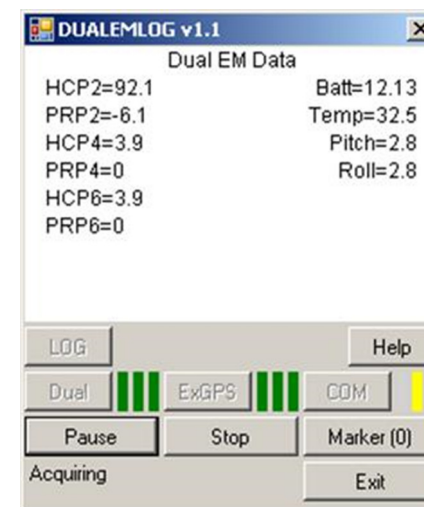 DUALEMLOG v1.1
Dual EM Data
HCP2=92.1
Batt=12.13
PRP2=-6.1
Temp=32.5
HCP4=3.9
Pitch=2.8
PRP4=0
Roll=2.8
HCP6=3.9
PRP6=0
LOG
Help
Dual
ExGPS
COM
Pause
Stop
Marker (0)
Acquiring
Exit